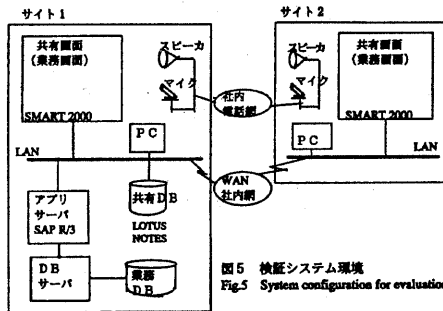 サイト1
共有画面
(業務画面)
SMART 2000
スピーカ
マイク
LAN
PC
アプリ
サーバ
SAP R/3
共有DB
LOTUS
NOTES
DB
サーバ
業務
DB
社内
電話網
WAN
社内網
サイト2
スピーカ
マイク
共有画面
(業務画面)
SMART 2000
PC
LAN
図5 検証システム環境
Fig.5 System configuration for evaluation